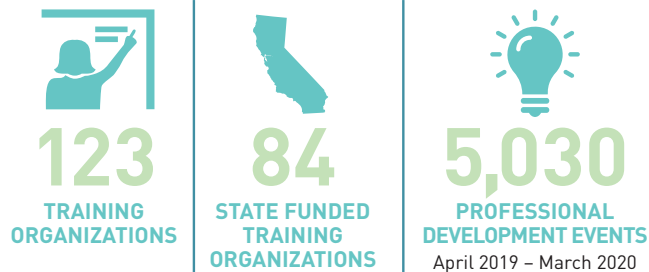 123
TRAINING
ORGANIZATIONS
84
STATE FUNDED
TRAINING
ORGANIZATIONS
5,030
PROFESSIONAL
DEVELOPMENT EVENTS
April 2019 – March 2020